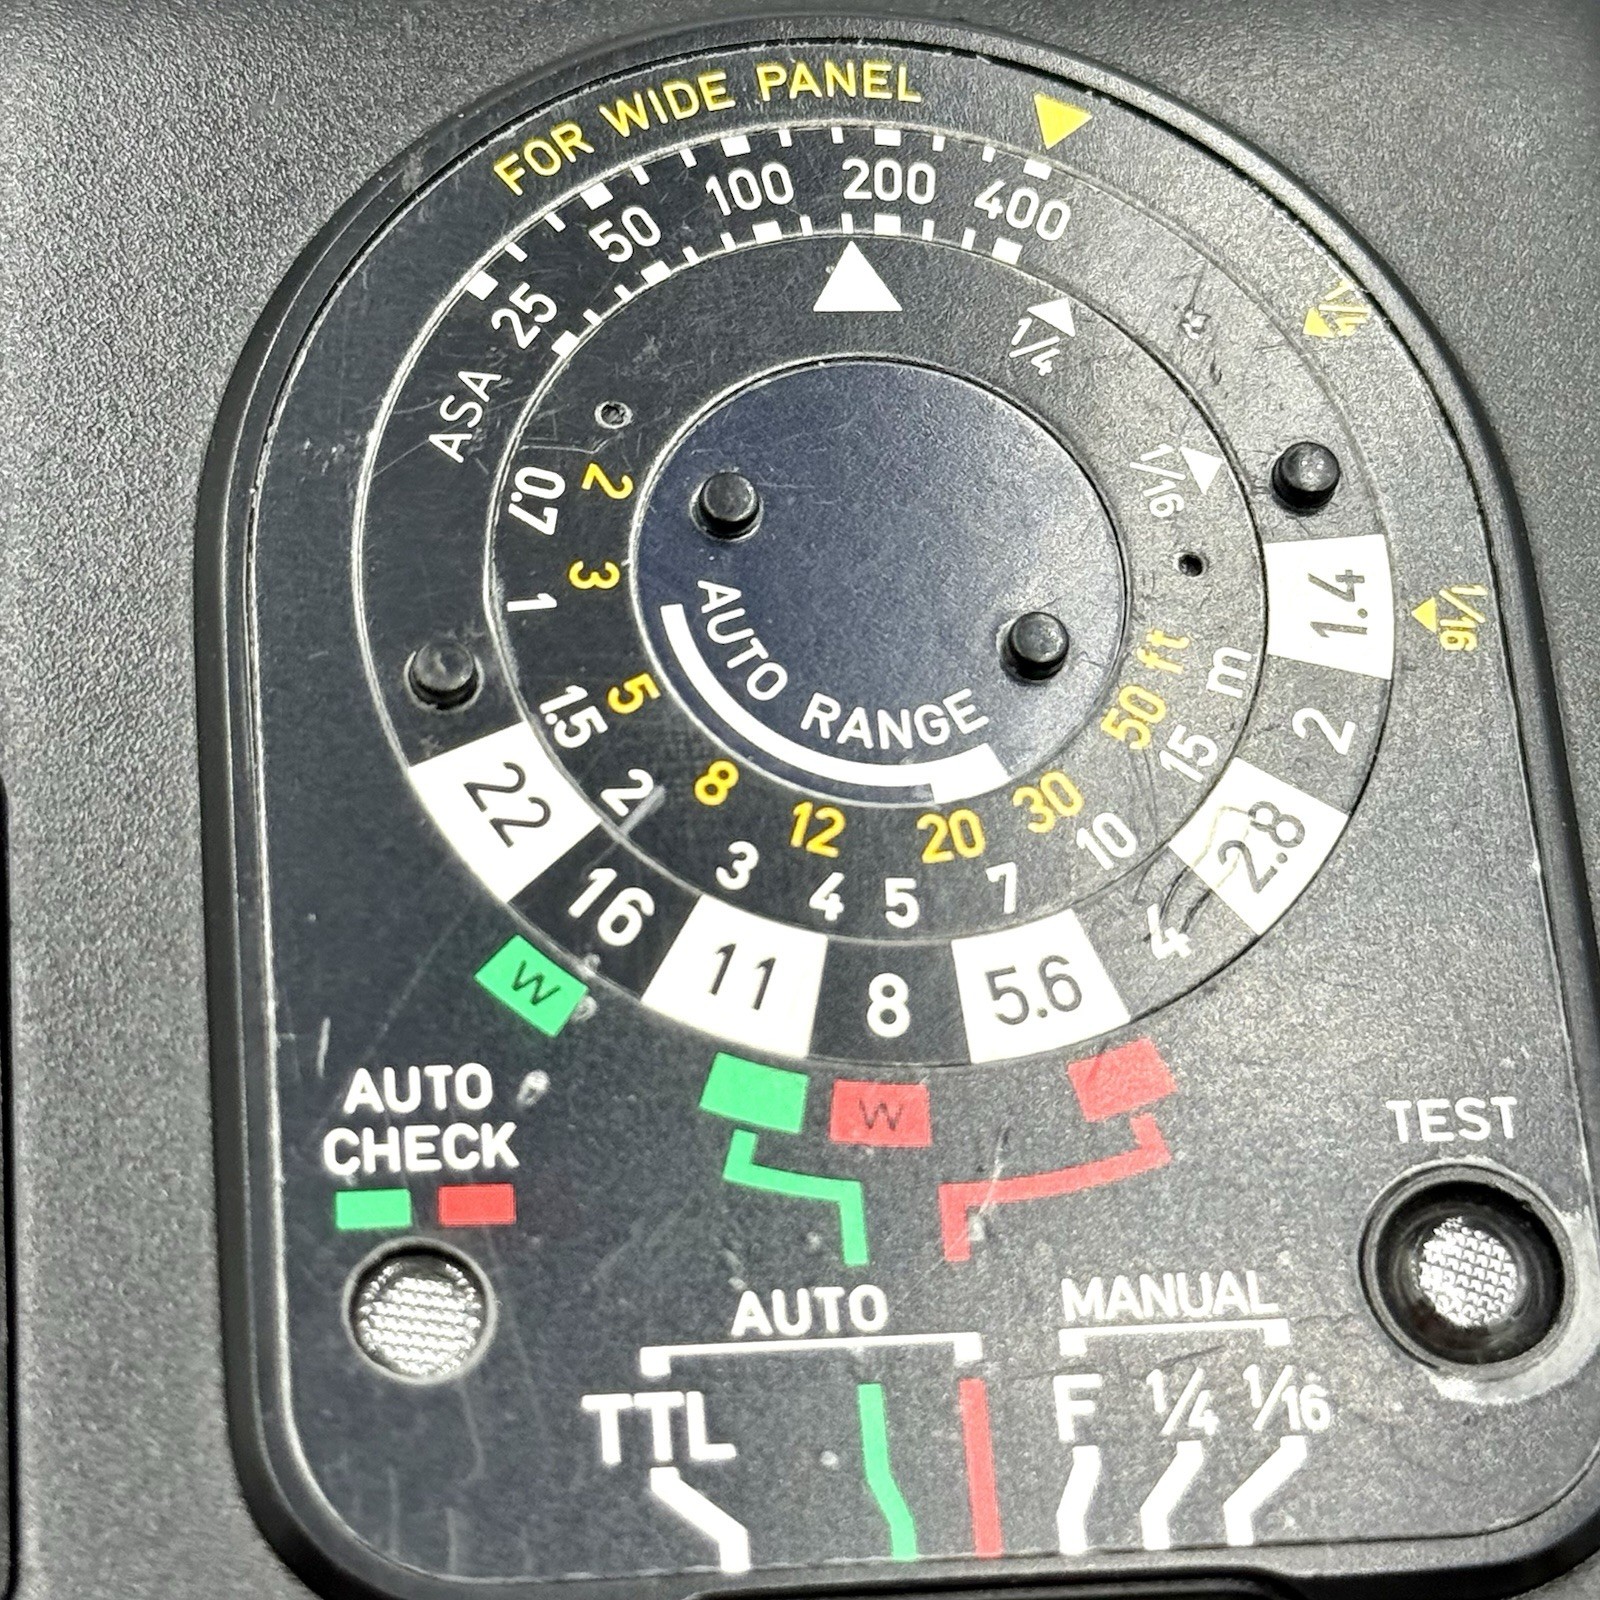 FOR WIDE PANEL
ASA 25 50 100 200 400
1/4
1/4
1/16
1/16
2 3 5 8 12 20 30 50 ft
0.7 1 1.5 2 3 4 5 7 10 15 m
AUTO RANGE
22 16 11 8 5.6 4 2.8 2 1.4
W
W
AUTO
CHECK
TEST
AUTO
MANUAL
TTL
F 1/4 1/16